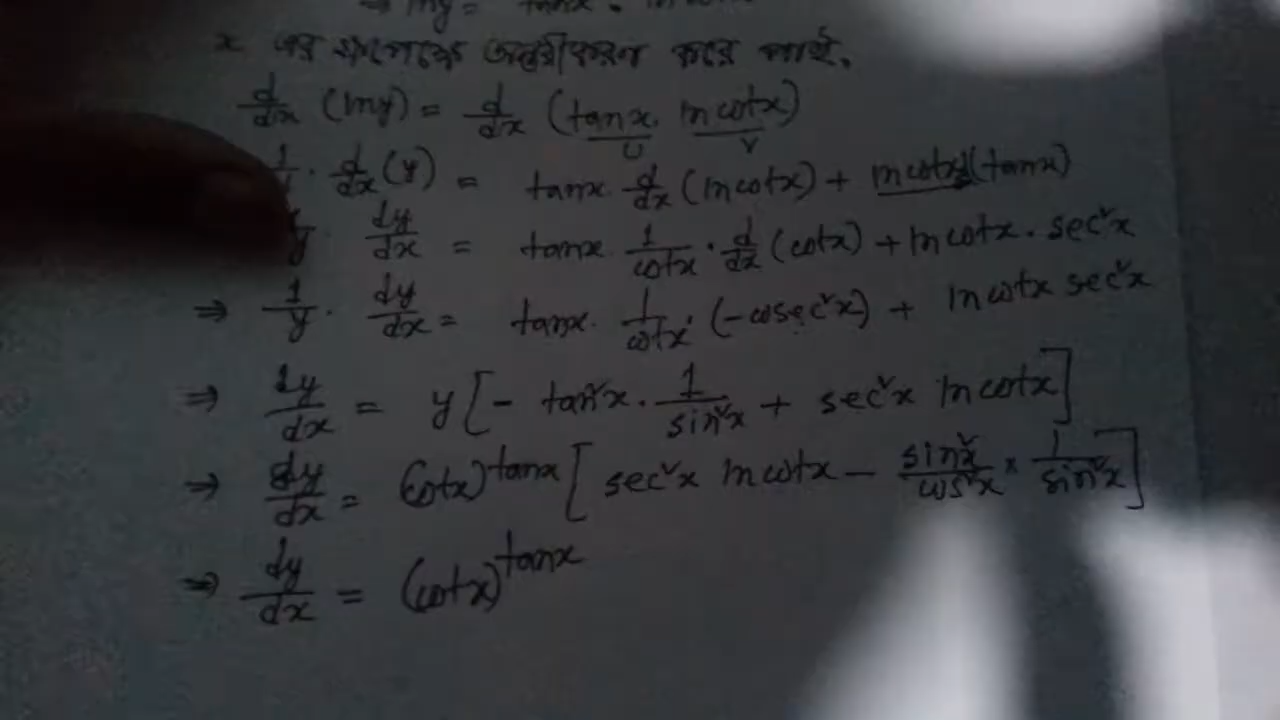 ⇒ lny = tanx .
x এর সাপেক্ষে অন্তরীকরণ করে পাই,
d/dx (lny) = d/dx (tanx. lncotx)
U V
. d/dx (y) = tanx. d/dx (lncotx) + lncotx (tanx)
1/y dy/dx = tanx. 1/cotx . d/dx (cotx) + lncotx. sec²x
⇒ 1/y . dy/dx = tanx. 1/cotx . (-cosec²x) + lncotx sec²x
⇒ dy/dx = y [- tan²x. 1/sin²x + sec²x lncotx]
⇒ dy/dx = (cotx)^tanx [sec²x lncotx - sin²x/cos²x × 1/sin²x]
⇒ dy/dx = (cotx)^tanx